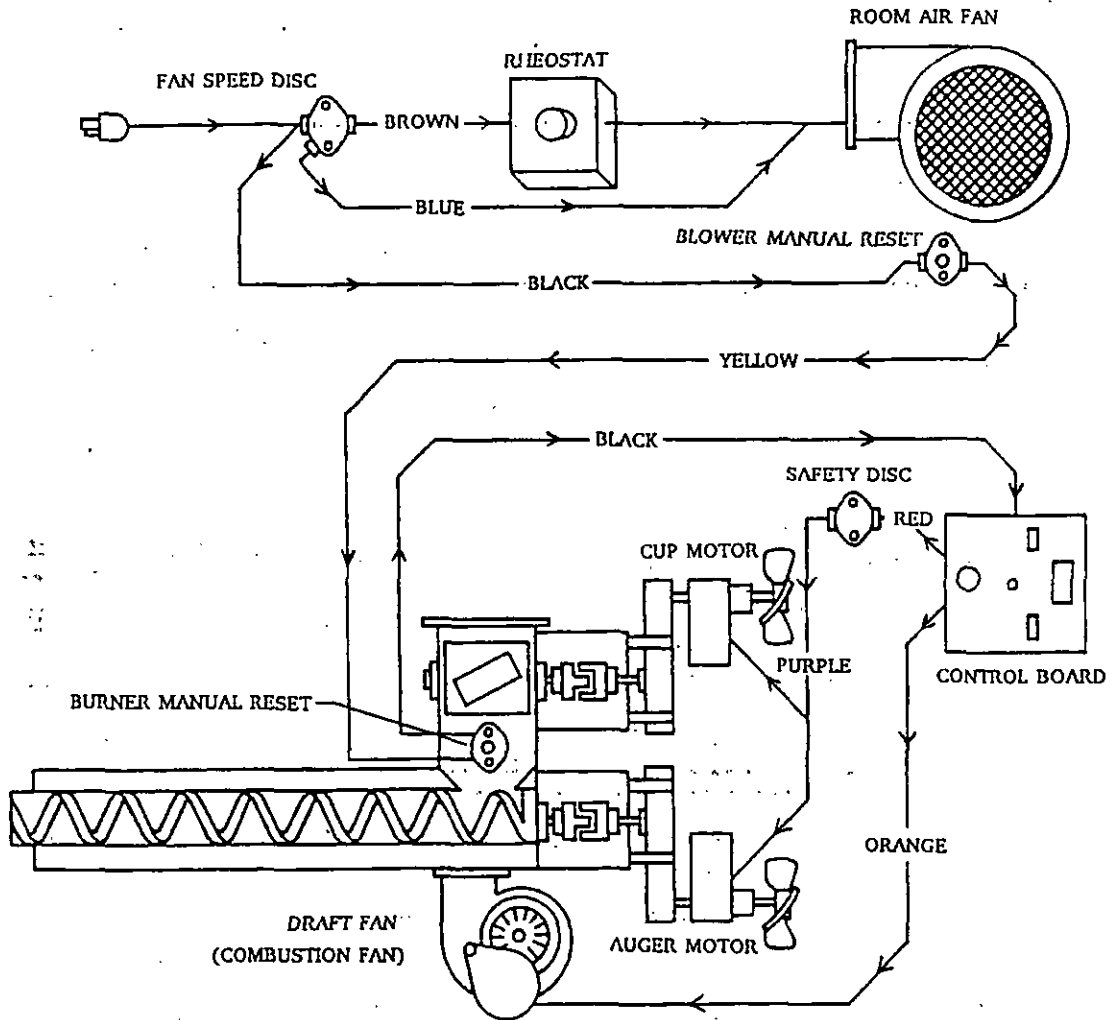 ROOM AIR FAN
RHEOSTAT
FAN SPEED DISC
BROWN
BLUE
BLOWER MANUAL RESET
BLACK
YELLOW
BLACK
SAFETY DISC
RED
CUP MOTOR
PURPLE
CONTROL BOARD
BURNER MANUAL RESET
ORANGE
DRAFT FAN
(COMBUSTION FAN)
AUGER MOTOR